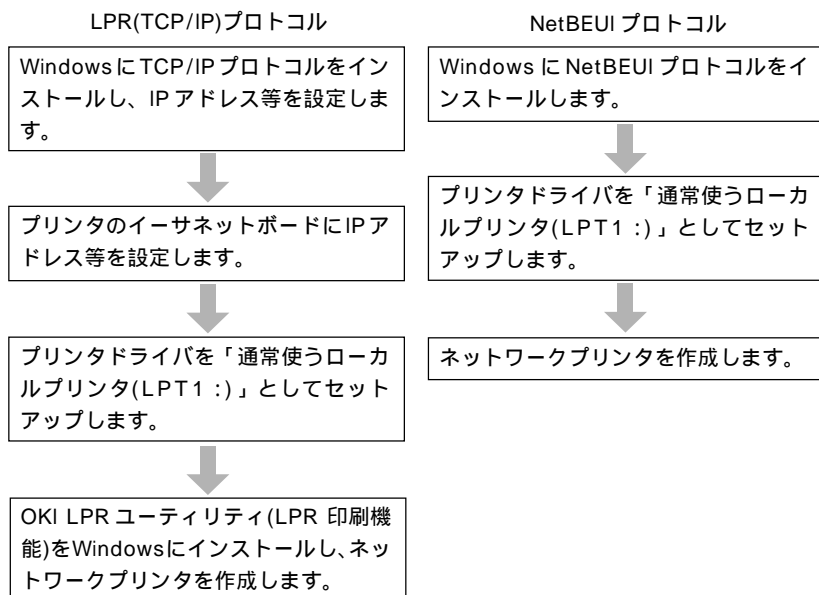 LPR(TCP/IP)プロトコル
WindowsにTCP/IPプロトコルをイン
ストールし、IPアドレス等を設定しま
す。
プリンタのイーサネットボードにIPア
ドレス等を設定します。
プリンタドライバを「通常使うローカ
ルプリンタ(LPT1 :)」としてセット
アップします。
OKI LPR ユーティリティ(LPR 印刷機
能)をWindowsにインストールし、ネッ
トワークプリンタを作成します。
NetBEUI プロトコル
Windows に NetBEUI プロトコルをイ
ンストールします。
プリンタドライバを「通常使うローカ
ルプリンタ(LPT1 :)」としてセット
アップします。
ネットワークプリンタを作成します。